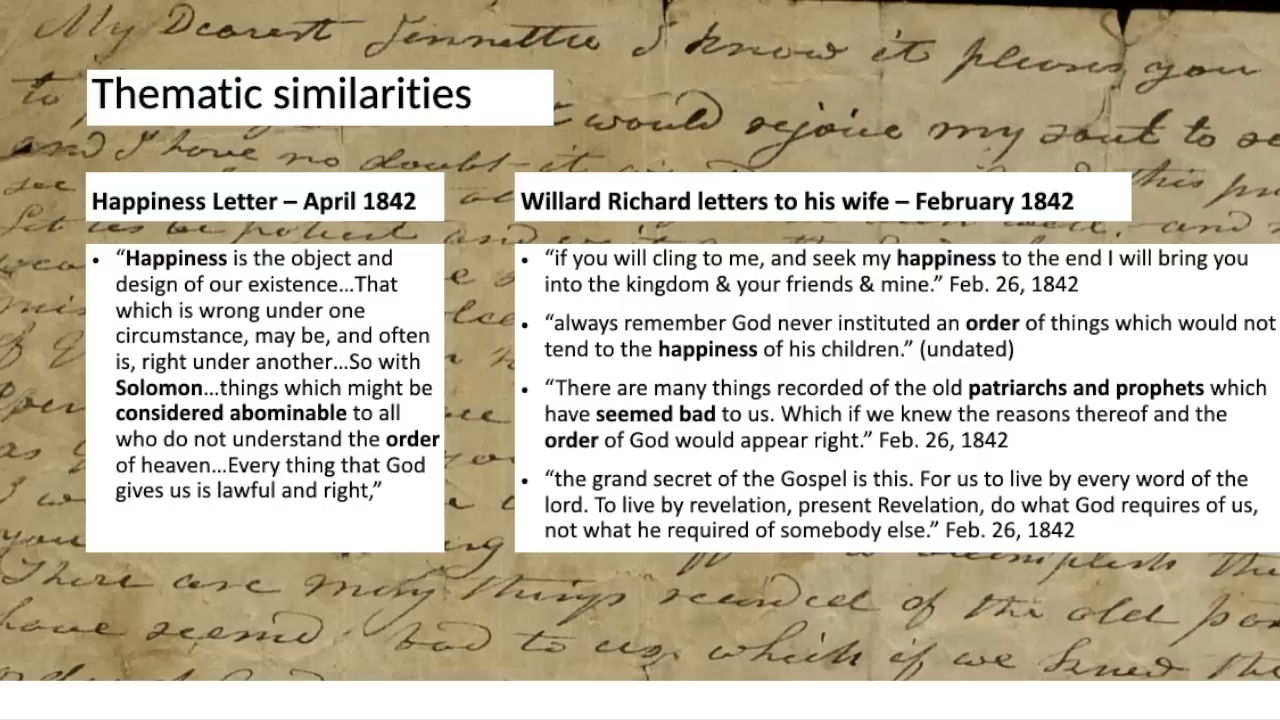 My Dearest Jennette I know it pleases you
to would rejoice my soul to se
Thematic similarities
and I have no doubt it
see this
Happiness Letter – April 1842
Willard Richard letters to his wife – February 1842
Let us be patient and
• “Happiness is the object and
design of our existence...That
which is wrong under one
circumstance, may be, and often
is, right under another...So with
Solomon...things which might be
considered abominable to all
who do not understand the order
of heaven...Every thing that God
gives us is lawful and right,”
• “if you will cling to me, and seek my happiness to the end I will bring you
into the kingdom & your friends & mine.” Feb. 26, 1842
• “always remember God never instituted an order of things which would not
tend to the happiness of his children.” (undated)
• “There are many things recorded of the old patriarchs and prophets which
have seemed bad to us. Which if we knew the reasons thereof and the
order of God would appear right.” Feb. 26, 1842
• “the grand secret of the Gospel is this. For us to live by every word of the
lord. To live by revelation, present Revelation, do what God requires of us,
not what he required of somebody else.” Feb. 26, 1842
There are many things recorded of the old pa
have seemed bad to us. which if we knew the